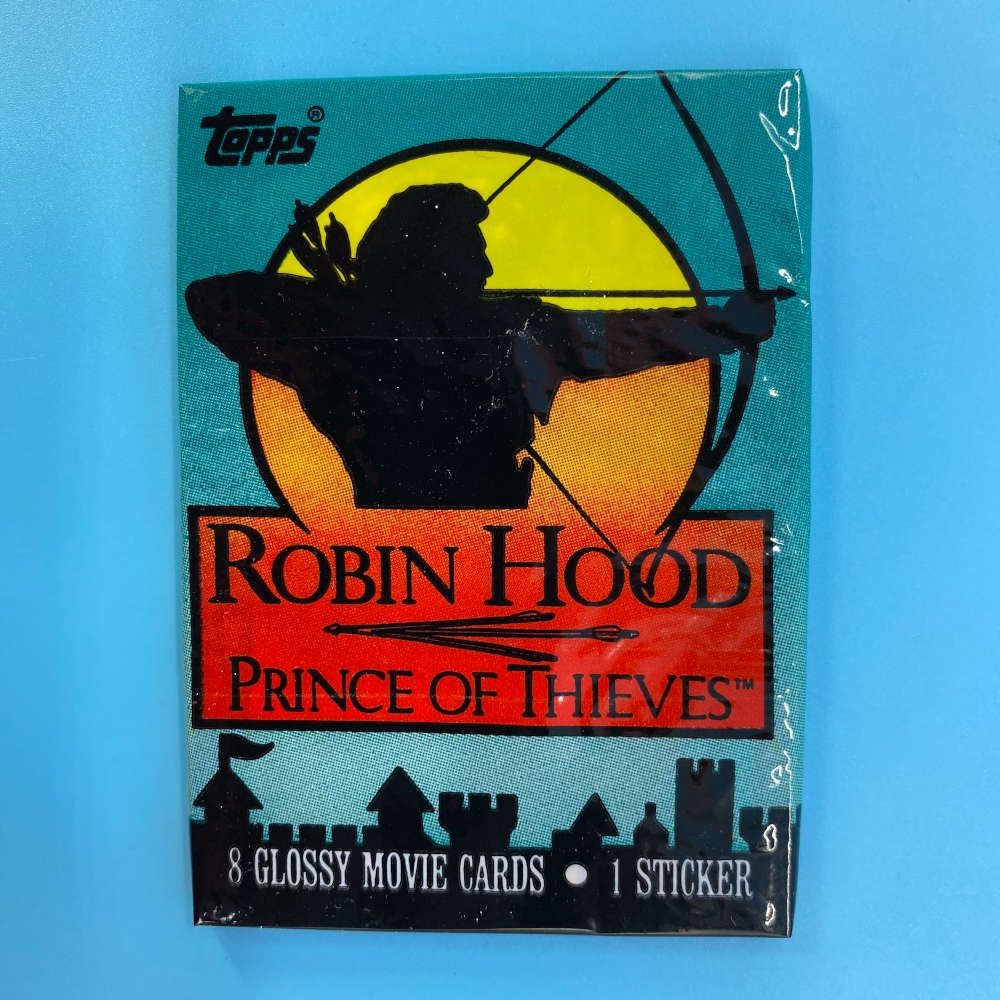 Topps®
ROBIN HOOD
PRINCE OF THIEVES™
8 GLOSSY MOVIE CARDS • 1 STICKER